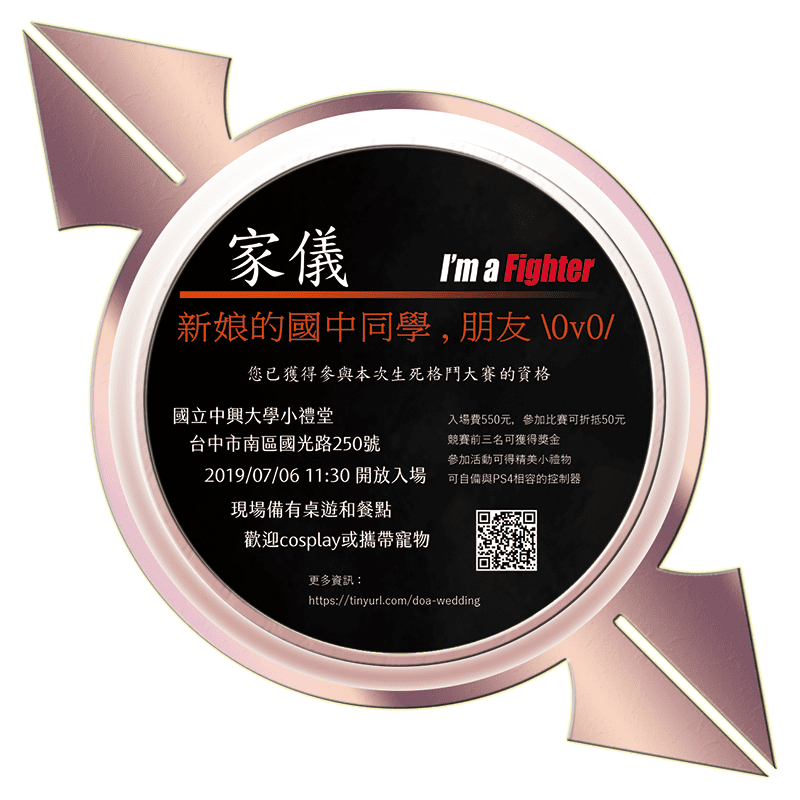 家儀
I'm a Fighter
新娘的國中同學 , 朋友 \0v0/
您已獲得參與本次生死格鬥大賽的資格
國立中興大學小禮堂
台中市南區國光路250號
2019/07/06 11:30 開放入場
現場備有桌遊和餐點
歡迎cosplay或攜帶寵物
入場費550元，參加比賽可折抵50元
競賽前三名可獲得獎金
參加活動可得精美小禮物
可自備與PS4相容的控制器
更多資訊：
https://tinyurl.com/doa-wedding